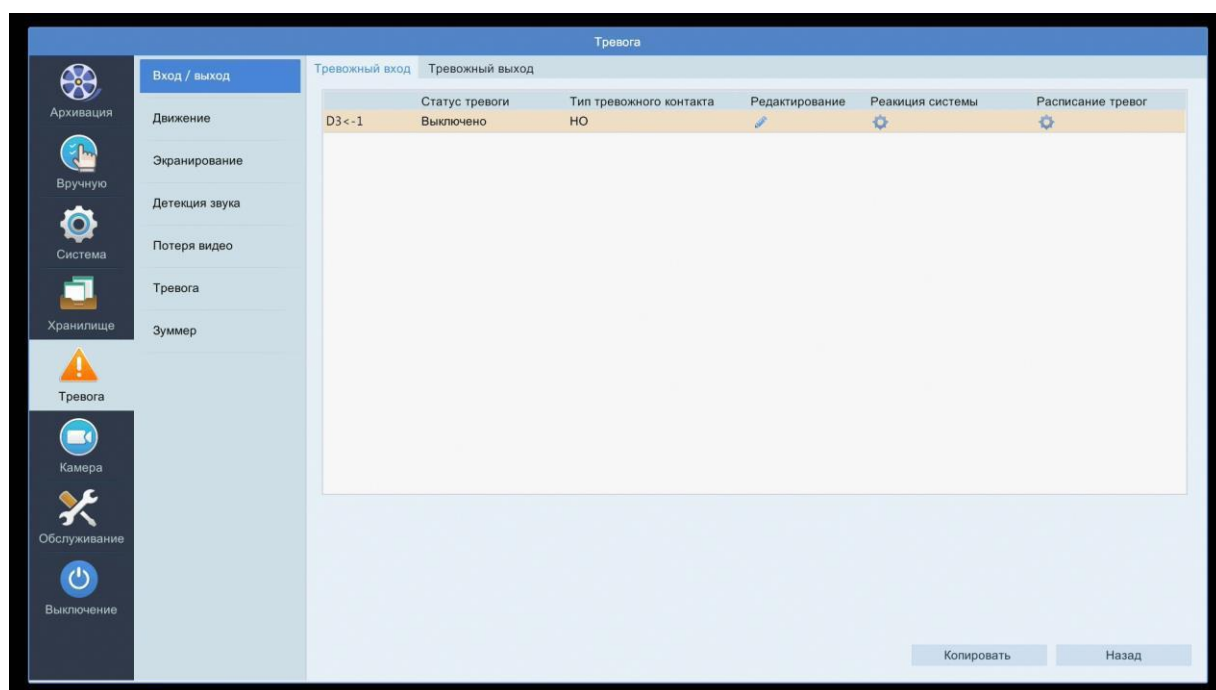 Тревога
Архивация
Вручную
Система
Хранилище
Тревога
Камера
Обслуживание
Выключение
Вход / выход
Движение
Экранирование
Детекция звука
Потеря видео
Тревога
Зуммер
Тревожный вход Тревожный выход
Статус тревоги Тип тревожного контакта Редактирование Реакиция системы Расписание тревог
D3<-1 Выключено НО
Копировать Назад